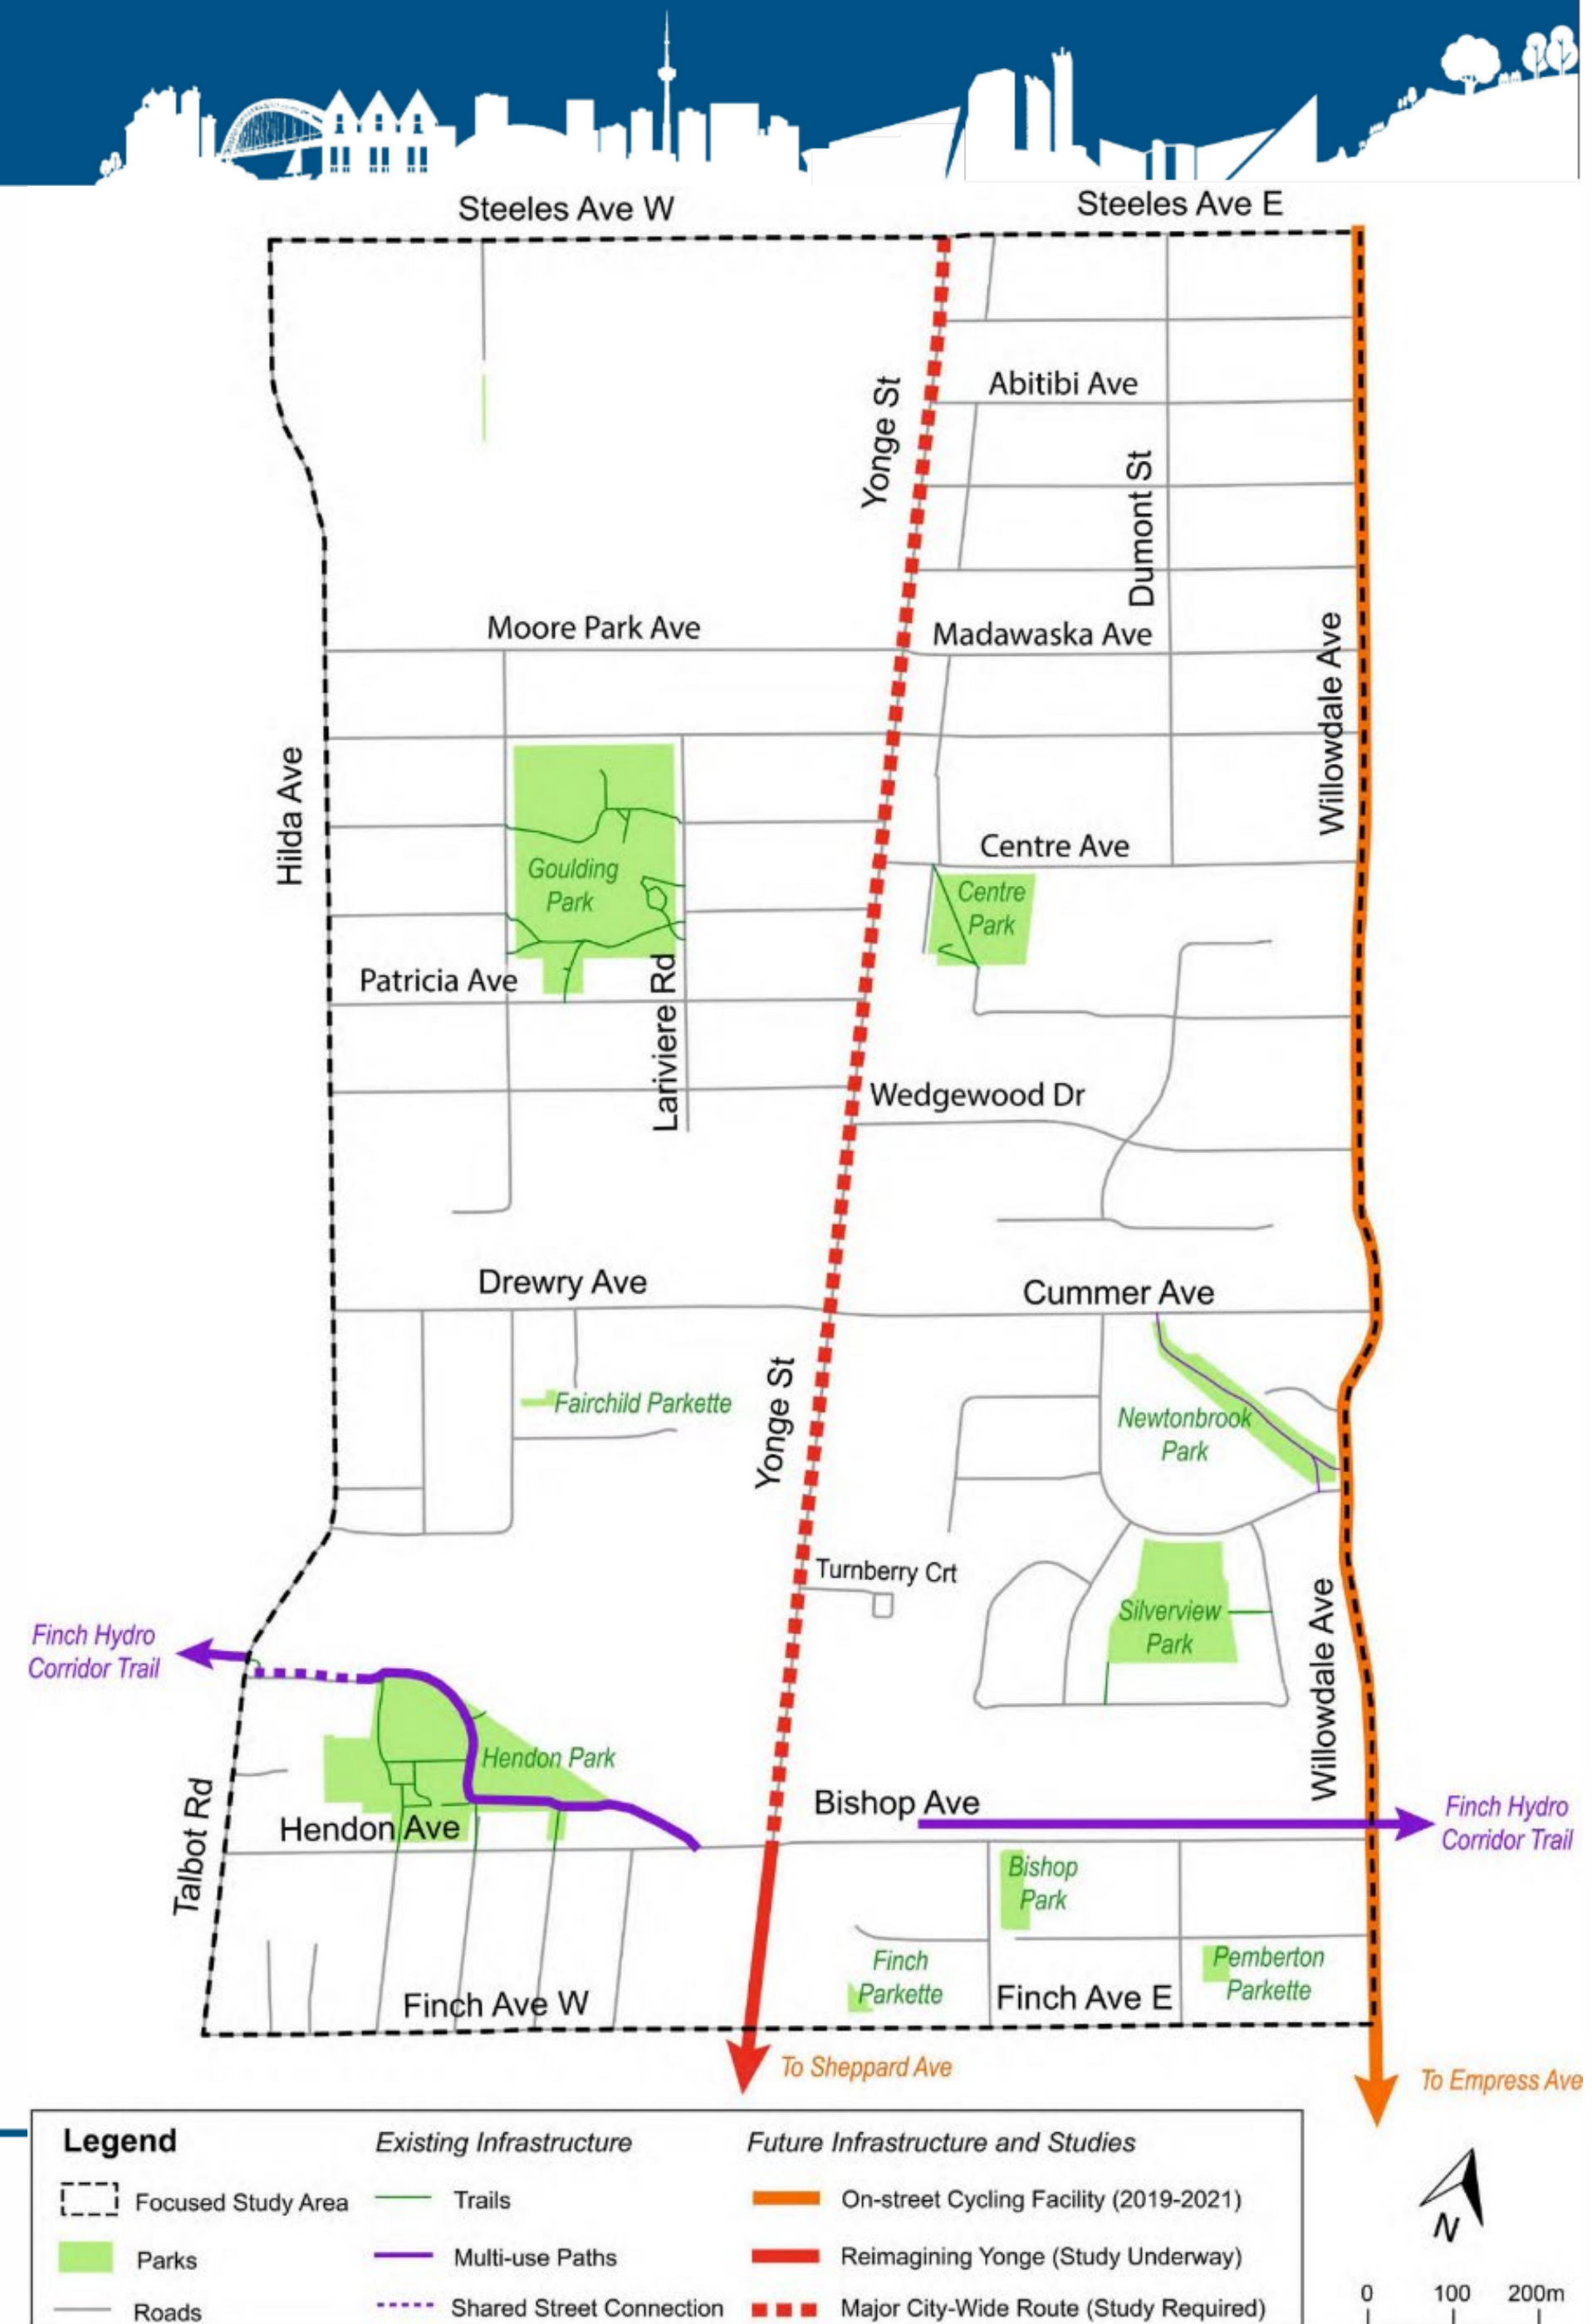 Steeles Ave W
Steeles Ave E
Abitibi Ave
Yonge St
Dumont St
Moore Park Ave
Madawaska Ave
Willowdale Ave
Hilda Ave
Centre Ave
Goulding
Park
Centre
Park
Patricia Ave
Lariviere Rd
Wedgewood Dr
Drewry Ave
Cummer Ave
Fairchild Parkette
Yonge St
Newtonbrook
Park
Turnberry Crt
Silverview
Park
Willowdale Ave
Finch Hydro
Corridor Trail
Hendon Park
Talbot Rd
Hendon Ave
Bishop Ave
Finch Hydro
Corridor Trail
Bishop
Park
Finch
Parkette
Pemberton
Parkette
Finch Ave W
Finch Ave E
To Sheppard Ave
To Empress Ave
Legend
Existing Infrastructure
Future Infrastructure and Studies
Focused Study Area
Trails
On-street Cycling Facility (2019-2021)
Parks
Multi-use Paths
Reimagining Yonge (Study Underway)
Roads
Shared Street Connection
Major City-Wide Route (Study Required)
N
0 100 200m